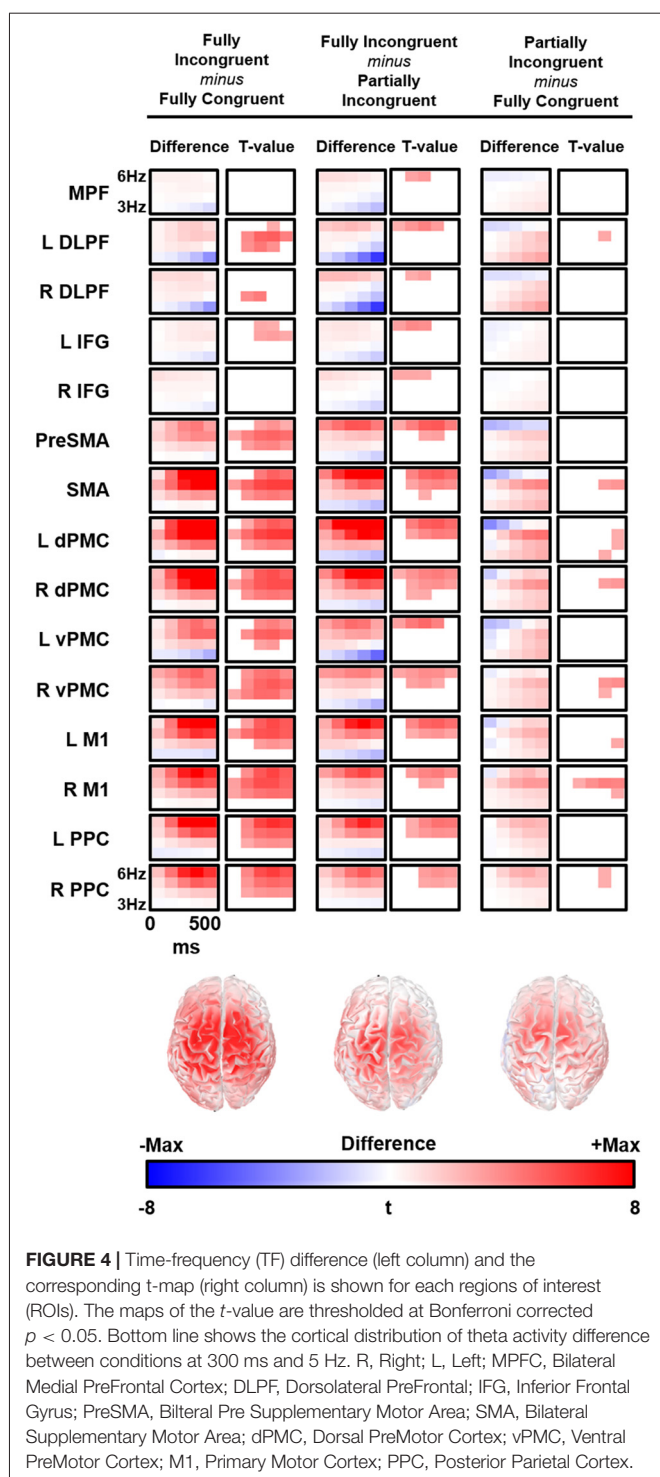 Fully Incongruent minus Fully Congruent
Fully Incongruent minus Partially Incongruent
Partially Incongruent minus Fully Congruent
Difference T-value Difference T-value Difference T-value
6Hz
MPF
3Hz
L DLPF
R DLPF
L IFG
R IFG
PreSMA
SMA
L dPMC
R dPMC
L vPMC
R vPMC
L M1
R M1
L PPC
6Hz
R PPC
3Hz
0 500
ms
-Max Difference +Max
-8 t 8
FIGURE 4 | Time-frequency (TF) difference (left column) and the
corresponding t-map (right column) is shown for each regions of interest
(ROIs). The maps of the t-value are thresholded at Bonferroni corrected
p < 0.05. Bottom line shows the cortical distribution of theta activity difference
between conditions at 300 ms and 5 Hz. R, Right; L, Left; MPFC, Bilateral
Medial PreFrontal Cortex; DLPF, Dorsolateral PreFrontal; IFG, Inferior Frontal
Gyrus; PreSMA, Bilteral Pre Supplementary Motor Area; SMA, Bilateral
Supplementary Motor Area; dPMC, Dorsal PreMotor Cortex; vPMC, Ventral
PreMotor Cortex; M1, Primary Motor Cortex; PPC, Posterior Parietal Cortex.